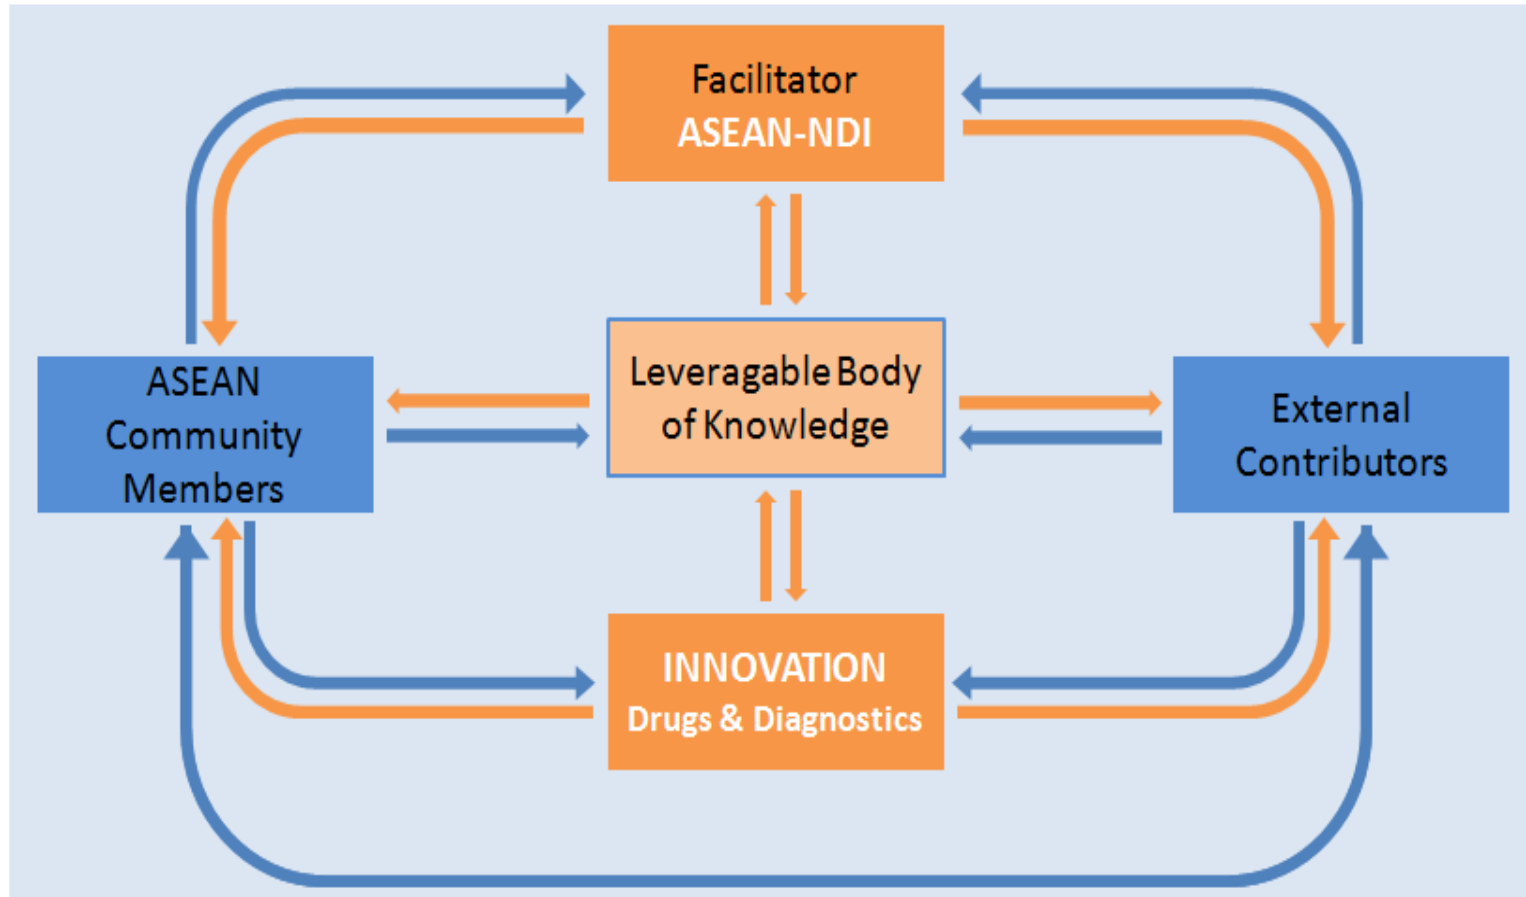 Facilitator
ASEAN-NDI
Leveragable Body
of Knowledge
ASEAN
Community
Members
External
Contributors
INNOVATION
Drugs & Diagnostics